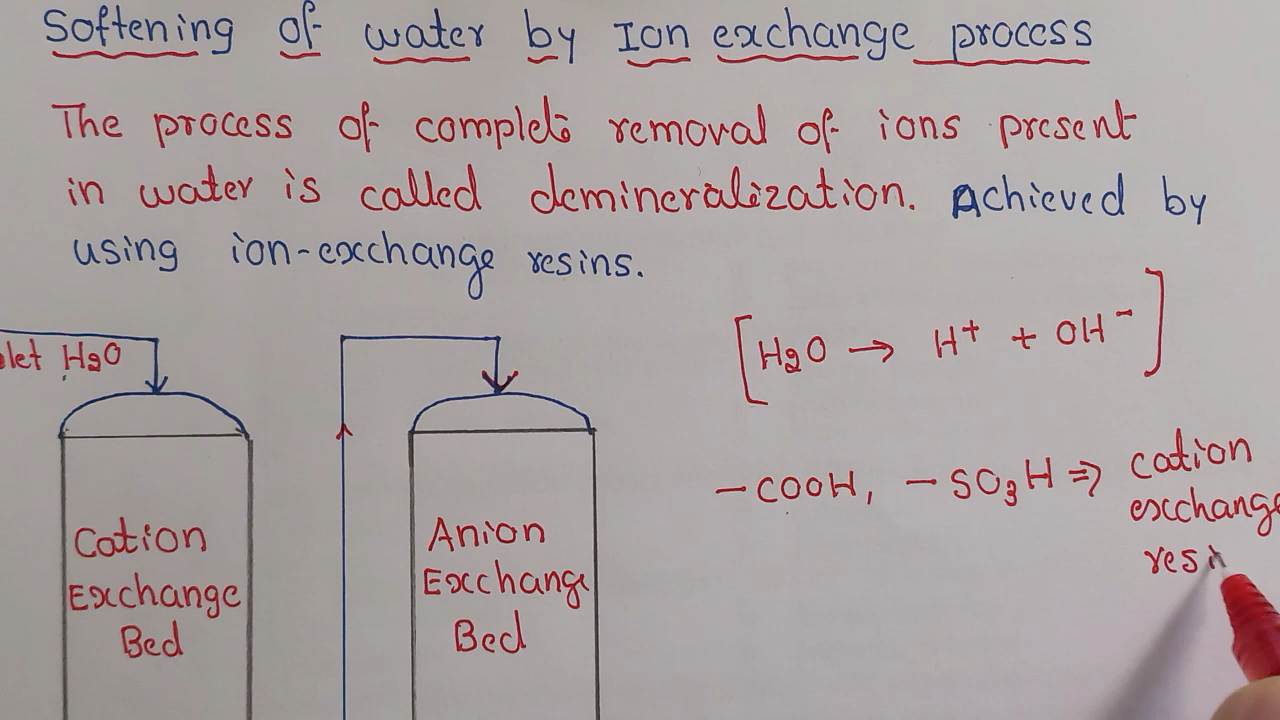 Softening of water by Ion exchange process
The process of complete removal of ions present
in water is called demineralization. Achieved by
using ion-exchange resins.
let H2O
[H2O → H+ + OH-]
-COOH, -SO3H ⇒ cation
exchange
resin
Cation
Exchange
Bed
Anion
Exchange
Bed